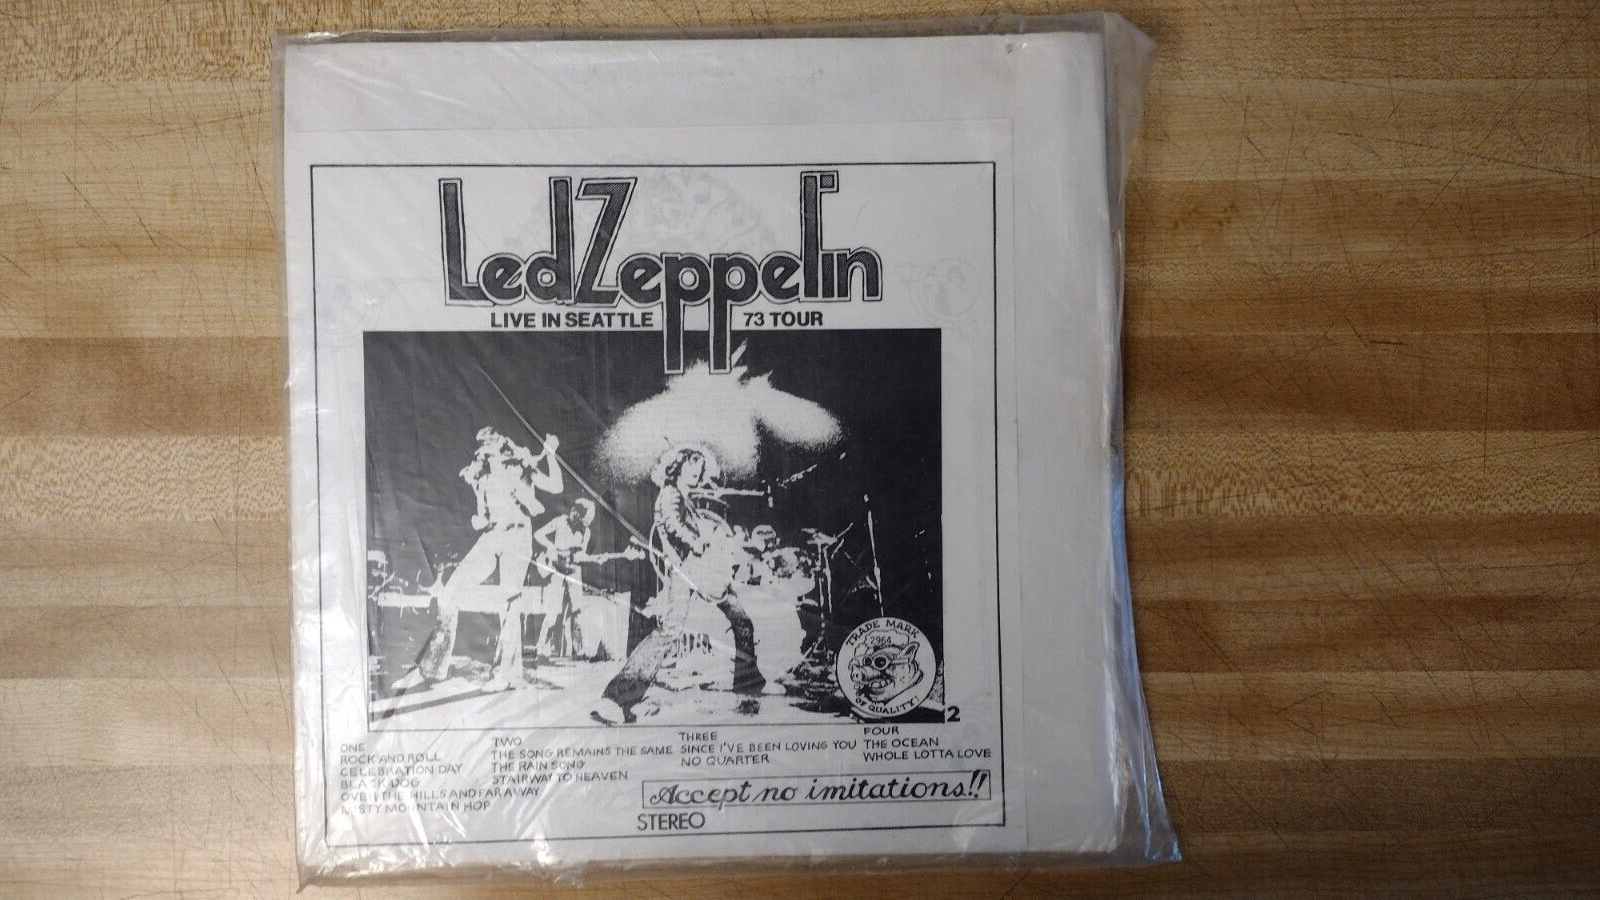 Led Zeppelin
LIVE IN SEATTLE 73 TOUR
TRADE MARK
2964
OF QUALITY!
2
ONE
ROCK AND ROLL
CELEBRATION DAY
BLACK DOG
OVER THE HILLS AND FAR AWAY
MISTY MOUNTAIN HOP
TWO
THE SONG REMAINS THE SAME
THE RAIN SONG
STAIRWAY TO HEAVEN
THREE
SINCE I'VE BEEN LOVING YOU
NO QUARTER
FOUR
THE OCEAN
WHOLE LOTTA LOVE
Accept no imitations!!
STEREO